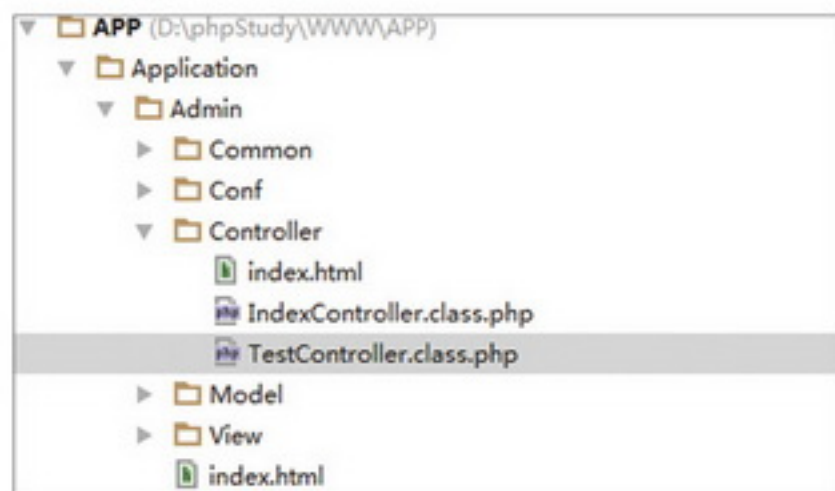 APP (D:\phpStudy\WWW\APP)
Application
Admin
Common
Conf
Controller
index.html
IndexController.class.php
TestController.class.php
Model
View
index.html